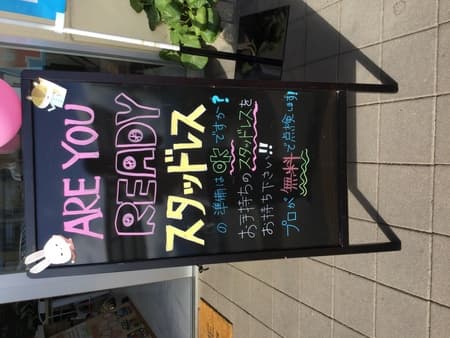 ARE YOU
READY
スタッドレス
の準備はOKですか?
お手持ちのスタッドレスを
お持ち下さい!!
プロが無料で点検します!